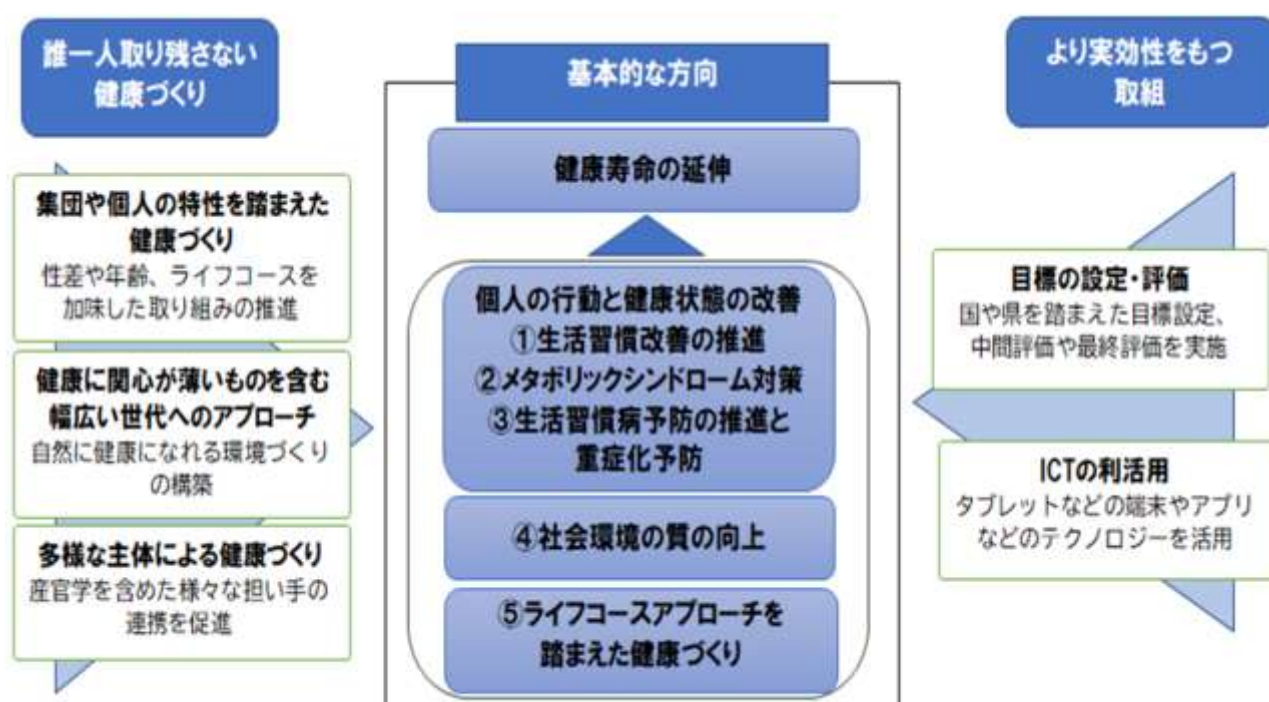 誰一人取り残さない
健康づくり
集団や個人の特性を踏まえた
健康づくり
性差や年齢、ライフコースを
加味した取り組みの推進
健康に関心が薄いものを含む
幅広い世代へのアプローチ
自然に健康になれる環境づくり
の構築
多様な主体による健康づくり
産官学を含めた様々な担い手の
連携を促進
基本的な方向
健康寿命の延伸
個人の行動と健康状態の改善
①生活習慣改善の推進
②メタボリックシンドローム対策
③生活習慣病予防の推進と
重症化予防
④社会環境の質の向上
⑤ライフコースアプローチを
踏まえた健康づくり
より実効性をもつ
取組
目標の設定・評価
国や県を踏まえた目標設定、
中間評価や最終評価を実施
ICTの利活用
タブレットなどの端末やアプリ
などのテクノロジーを活用